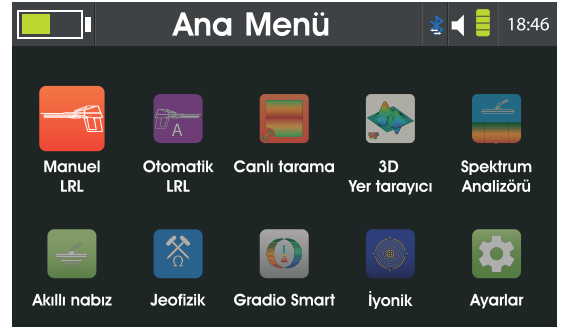 Ana Menü
18:46
Manuel
LRL
Otomatik
LRL
Canlı tarama
3D
Yer tarayıcı
Spektrum
Analizörü
Akıllı nabız
Jeofizik
Gradio Smart
İyonik
Ayarlar
A
Ω